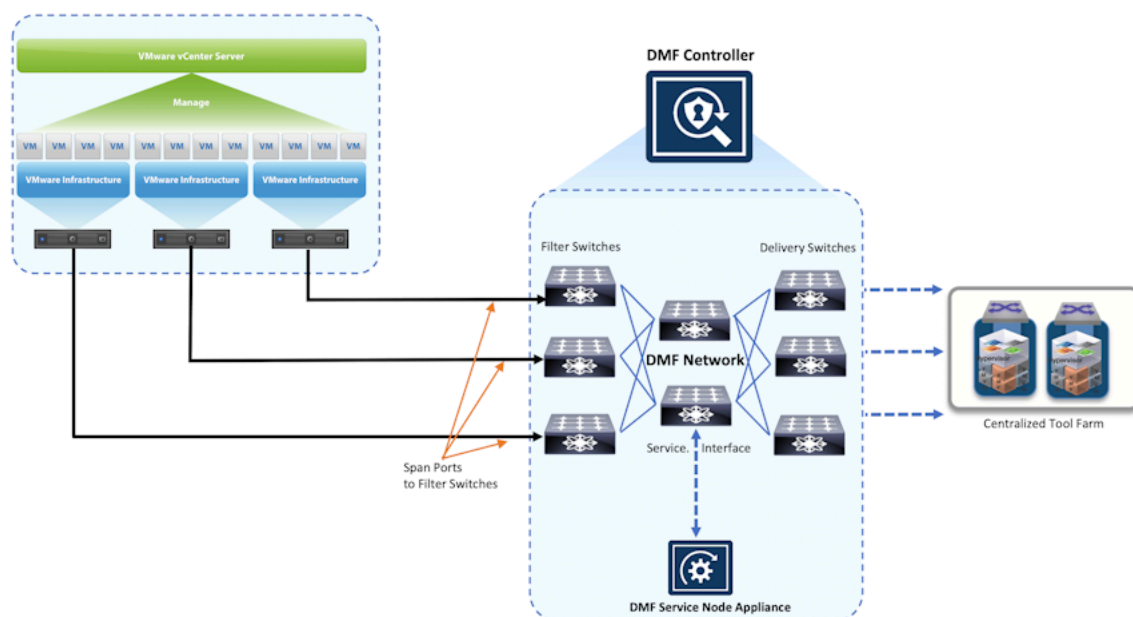 VMware vCenter Server
Manage
VM VM VM VM VM VM VM VM VM VM VM VM
VMware Infrastructure VMware Infrastructure VMware Infrastructure
DMF Controller
Filter Switches
Delivery Switches
DMF Network
Service. Interface
Span Ports
to Filter Switches
Centralized Tool Farm
DMF Service Node Appliance